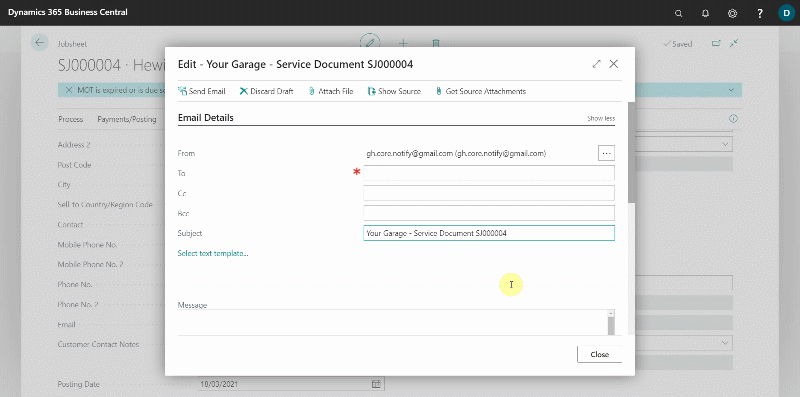 Dynamics 365 Business Central
?
D
Jobsheet
Saved
SJ000004 · Hewi
MOT is expired or is due s
Process Payments/Posting
Address 2
Post Code
City
Sell-to Country/Region Code
Contact
Mobile Phone No.
Mobile Phone No. 2
Phone No.
Phone No. 2
Email
Customer Contact Notes
Posting Date 18/03/2021
Edit - Your Garage - Service Document SJ000004
Send Email Discard Draft Attach File Show Source Get Source Attachments
Email Details Show less
From gh.core.notify@gmail.com (gh.core.notify@gmail.com) ...
To *
Cc
Bcc
Subject Your Garage - Service Document SJ000004
Select text template...
Message
Close